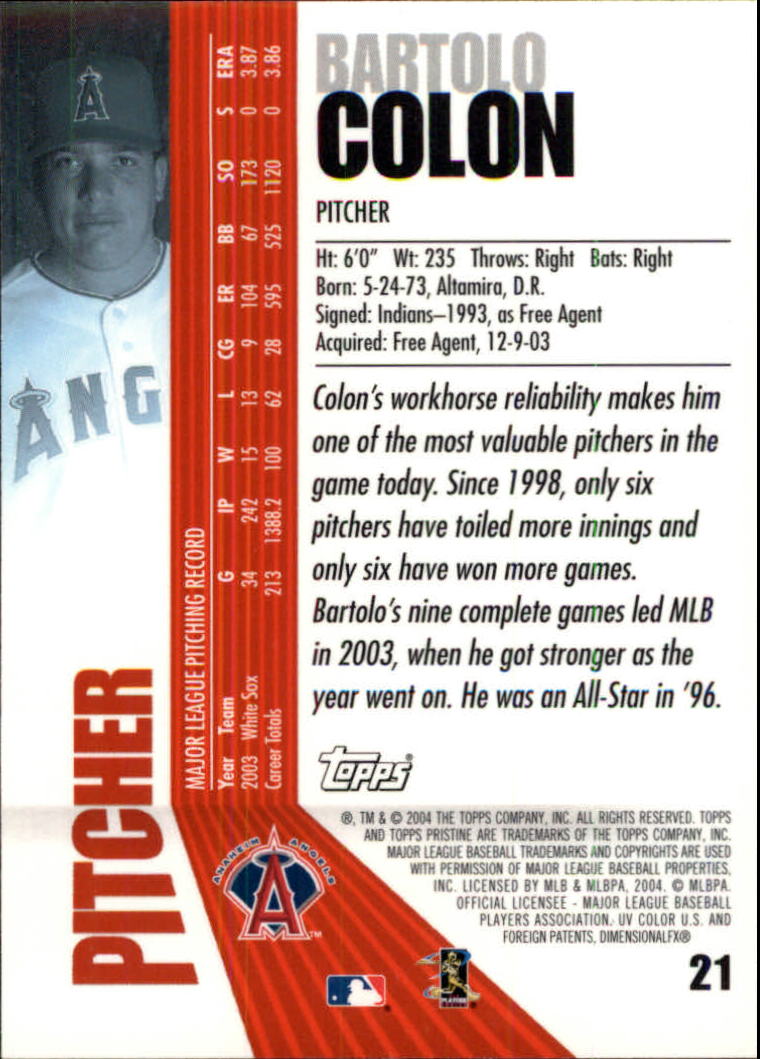 BARTOLO
COLON
PITCHER
Ht: 6'0" Wt: 235 Throws: Right Bats: Right
Born: 5-24-73, Altamira, D.R.
Signed: Indians–1993, as Free Agent
Acquired: Free Agent, 12-9-03
Colon's workhorse reliability makes him
one of the most valuable pitchers in the
game today. Since 1998, only six
pitchers have toiled more innings and
only six have won more games.
Bartolo's nine complete games led MLB
in 2003, when he got stronger as the
year went on. He was an All-Star in '96.
Topps®
®, TM & © 2004 THE TOPPS COMPANY, INC. ALL RIGHTS RESERVED. TOPPS
AND TOPPS PRISTINE ARE TRADEMARKS OF THE TOPPS COMPANY, INC.
MAJOR LEAGUE BASEBALL TRADEMARKS AND COPYRIGHTS ARE USED
WITH PERMISSION OF MAJOR LEAGUE BASEBALL PROPERTIES,
INC. LICENSED BY MLB & MLBPA, 2004. © MLBPA.
OFFICIAL LICENSEE - MAJOR LEAGUE BASEBALL
PLAYERS ASSOCIATION. UV COLOR U.S. AND
FOREIGN PATENTS, DIMENSIONALFX®
21
MAJOR LEAGUE PITCHING RECORD
Year Team G IP W L CG ER BB SO S ERA
2003 White Sox 34 242 15 13 9 104 67 173 0 3.87
Career Totals 213 1388.2 100 62 28 595 525 1120 0 3.86
PITCHER
A
ANG
ANAHEIM ANGELS
A
TM
PLAYERS